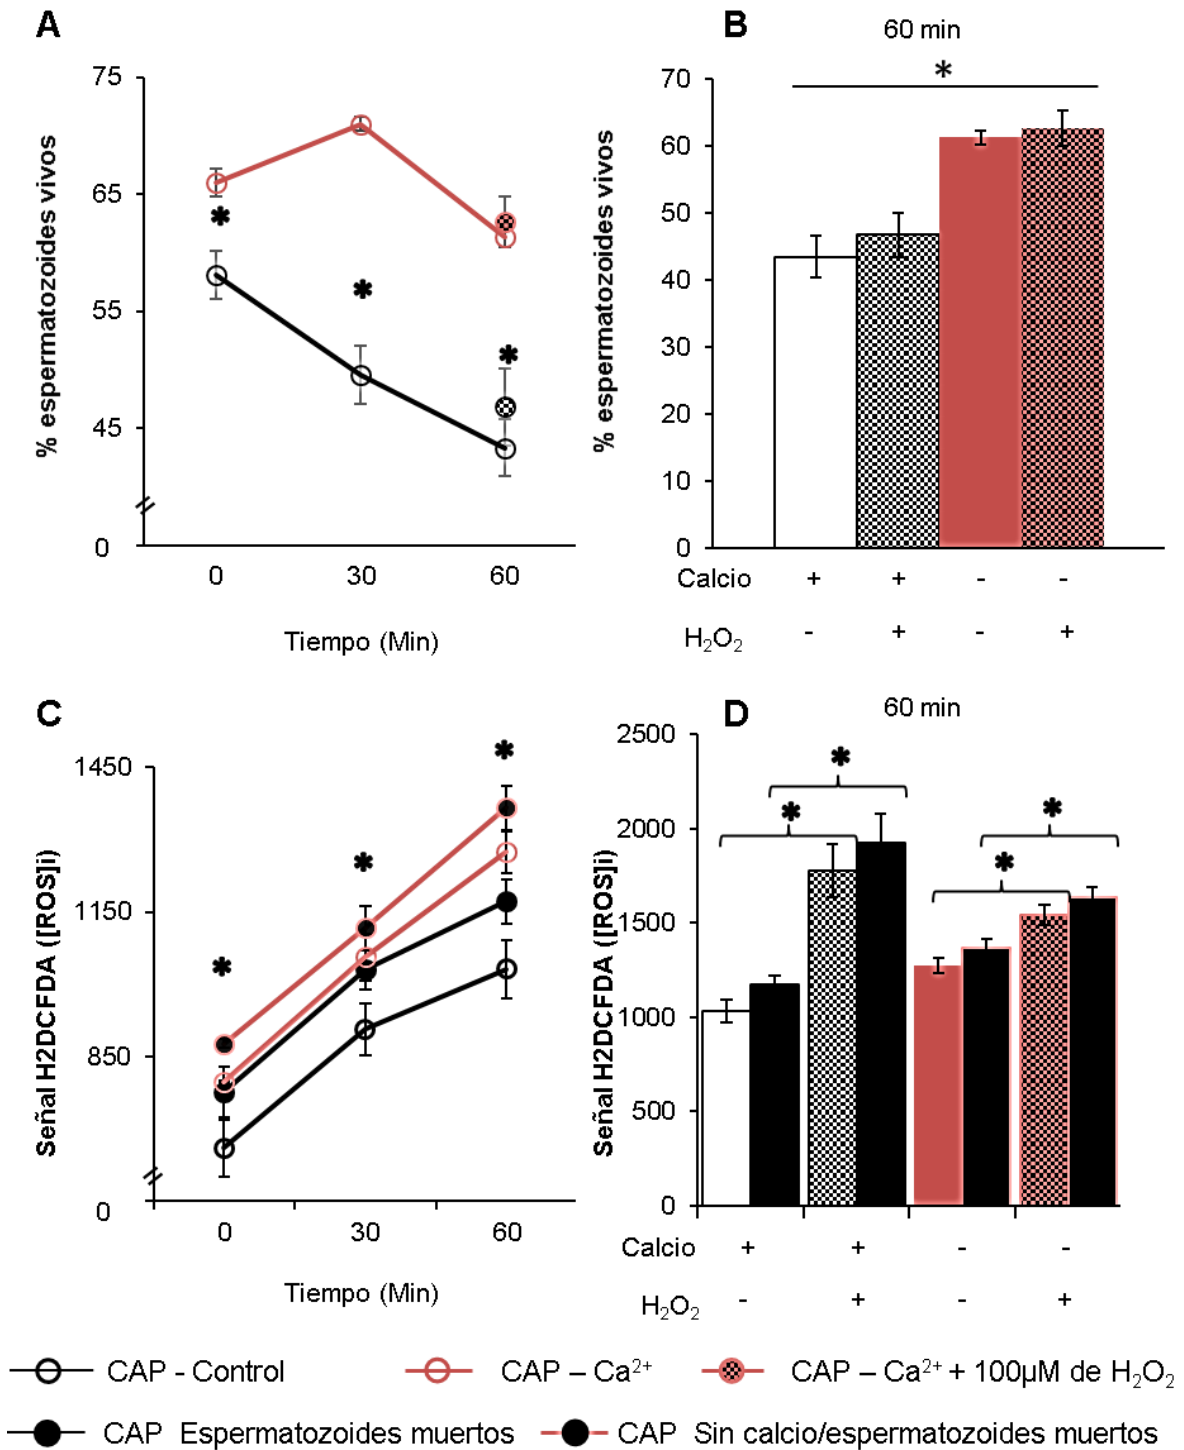 A
75
65
55
45
0
% espermatozoides vivos
0 30 60
Tiempo (Min)
B
60 min
*
70
60
50
40
30
20
10
0
% espermatozoides vivos
Calcio + + - -
H₂O₂ - + - +
C
1450
1150
850
0
Señal H2DCFDA ([ROS]i)
0 30 60
Tiempo (Min)
D
60 min
2500
2000
1500
1000
500
0
Señal H2DCFDA ([ROS]i)
Calcio + + - -
H₂O₂ - + - +
CAP - Control
CAP – Ca²⁺
CAP – Ca²⁺ + 100µM de H₂O₂
CAP Espermatozoides muertos
CAP Sin calcio/espermatozoides muertos